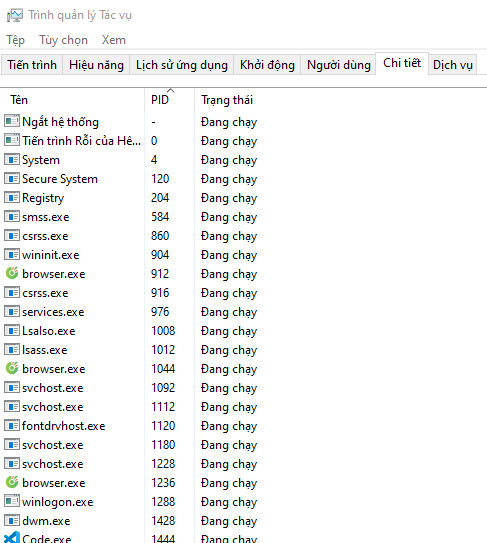 Trình quản lý Tác vụ
Tệp Tùy chọn Xem
Tiến trình Hiệu năng Lịch sử ứng dụng Khởi động Người dùng Chi tiết Dịch vụ
Tên PID Trạng thái
Ngắt hệ thống - Đang chạy
Tiến trình Rỗi của Hê... 0 Đang chạy
System 4 Đang chạy
Secure System 120 Đang chạy
Registry 204 Đang chạy
smss.exe 584 Đang chạy
csrss.exe 860 Đang chạy
wininit.exe 904 Đang chạy
browser.exe 912 Đang chạy
csrss.exe 916 Đang chạy
services.exe 976 Đang chạy
LsaIso.exe 1008 Đang chạy
lsass.exe 1012 Đang chạy
browser.exe 1044 Đang chạy
svchost.exe 1092 Đang chạy
svchost.exe 1112 Đang chạy
fontdrvhost.exe 1120 Đang chạy
svchost.exe 1180 Đang chạy
svchost.exe 1228 Đang chạy
browser.exe 1236 Đang chạy
winlogon.exe 1288 Đang chạy
dwm.exe 1428 Đang chạy
Code.exe 1444 Đang chạy